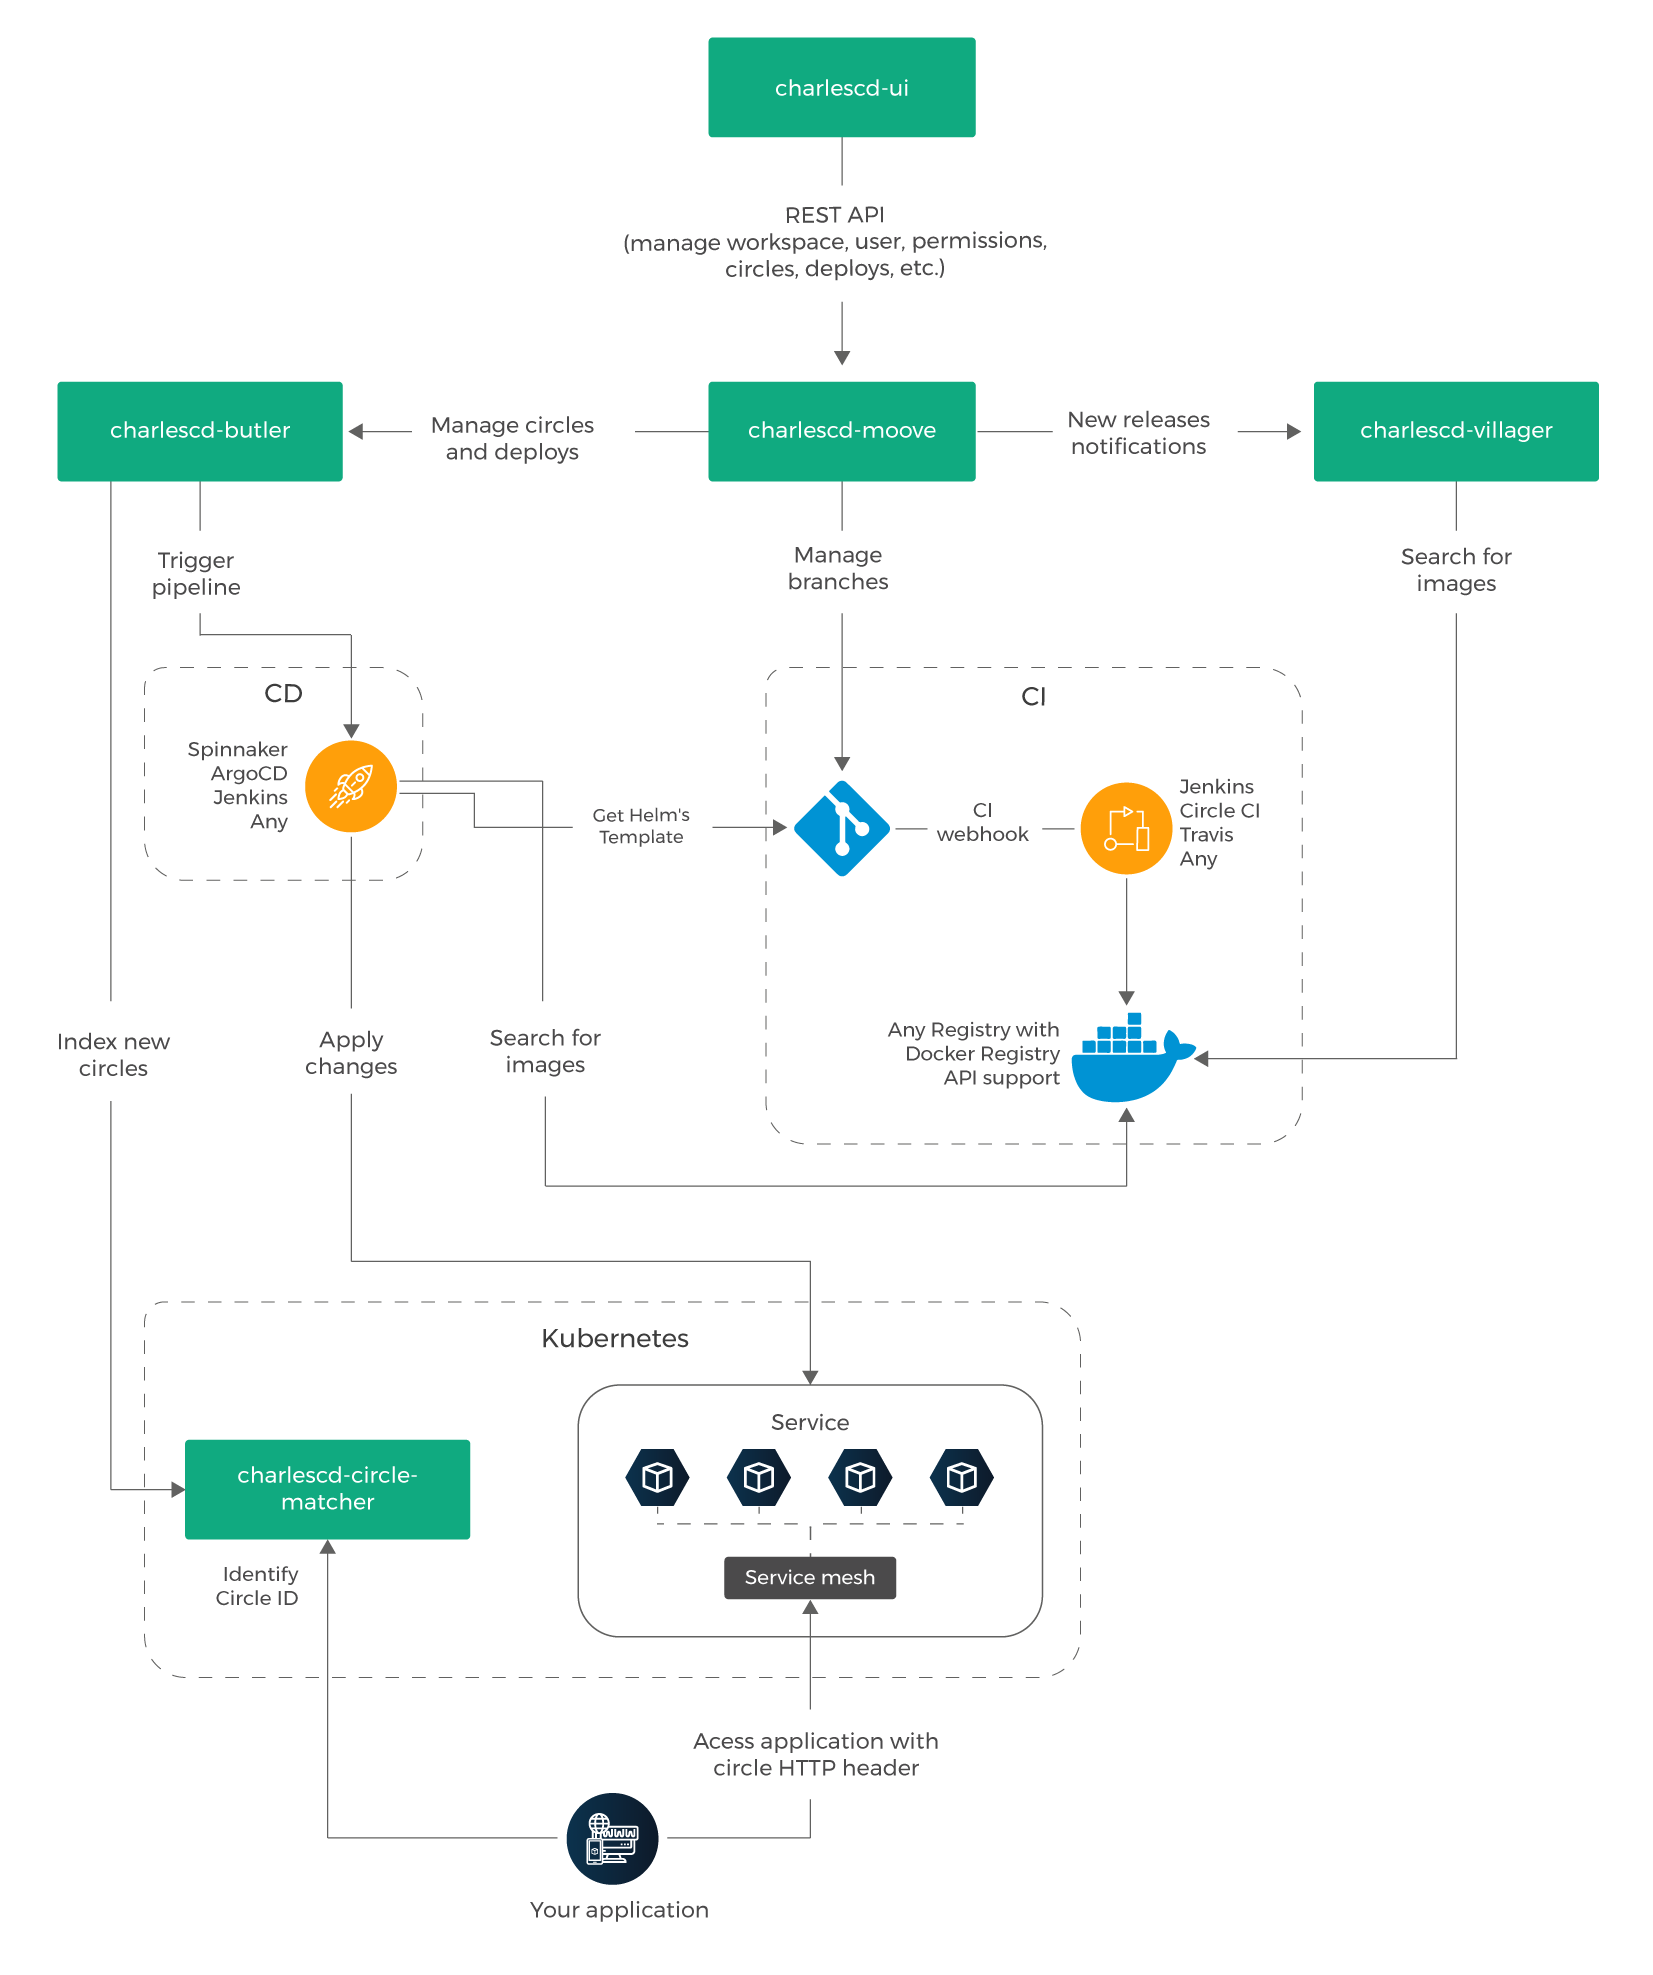 charlescd-ui
REST API
(manage workspace, user, permissions,
circles, deploys, etc.)
charlescd-butler
Manage circles
and deploys
charlescd-moove
New releases
notifications
charlescd-villager
Trigger
pipeline
Manage
branches
Search for
images
CD
Spinnaker
ArgoCD
Jenkins
Any
CI
Get Helm's
Template
CI
webhook
Jenkins
Circle CI
Travis
Any
Index new
circles
Apply
changes
Search for
images
Any Registry with
Docker Registry
API support
Kubernetes
Service
charlescd-circle-
matcher
Service mesh
Identify
Circle ID
Acess application with
circle HTTP header
WWW
Your application